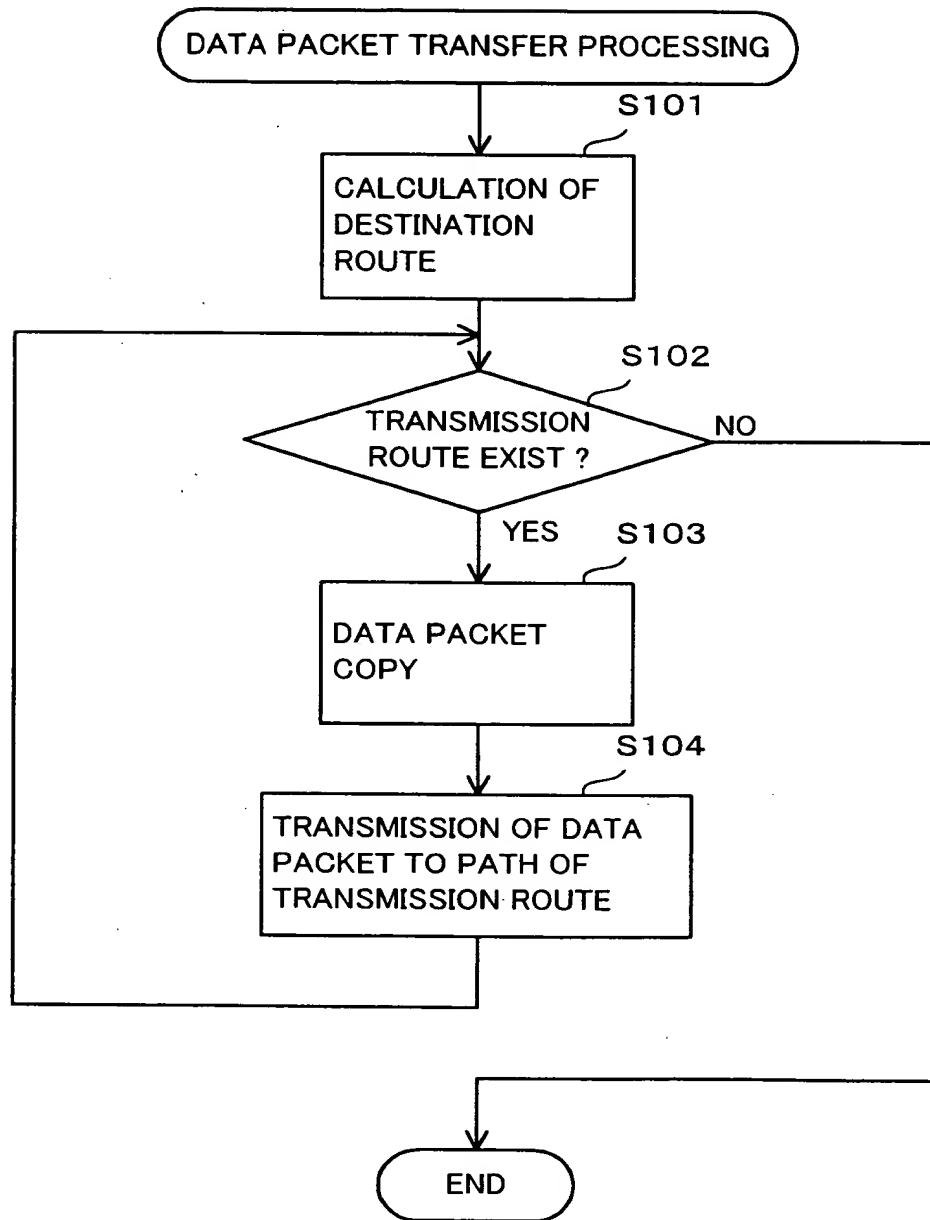 DATA PACKET TRANSFER PROCESSING
S101
CALCULATION OF
DESTINATION
ROUTE
S102
TRANSMISSION
ROUTE EXIST ?
NO
YES
S103
DATA PACKET
COPY
S104
TRANSMISSION OF DATA
PACKET TO PATH OF
TRANSMISSION ROUTE
END